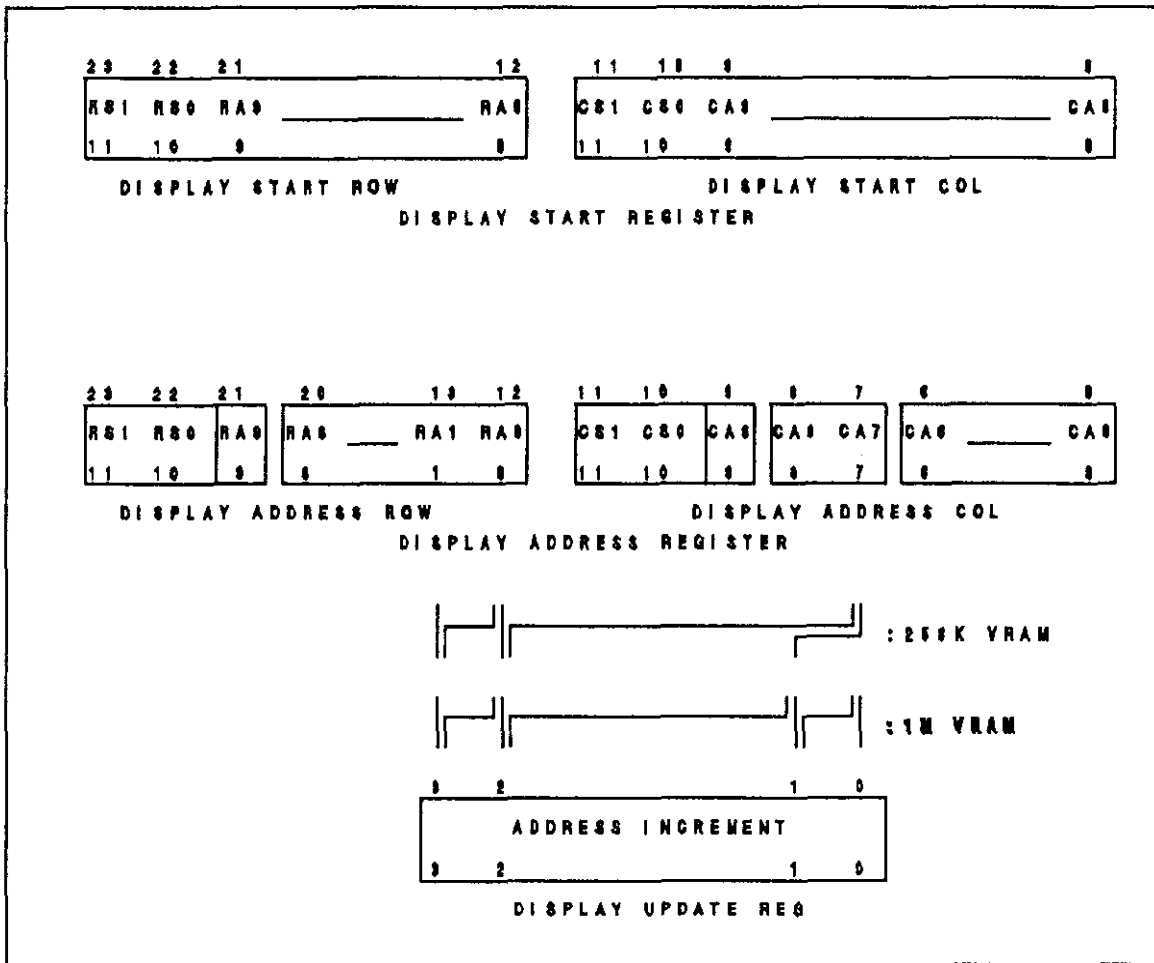 23 22 21 12
RS1 RS0 RA9 RA0
11 10 9 0
DISPLAY START ROW
11 10 9 0
CS1 CS0 CA9 CA0
11 10 9 0
DISPLAY START COL
DISPLAY START REGISTER
23 22 21 20 13 12
RS1 RS0 RA9 RA8 RA1 RA0
11 10 9 8 1 0
DISPLAY ADDRESS ROW
11 10 9 8 7 6 0
CS1 CS0 CA9 CA8 CA7 CA6 CA0
11 10 9 8 7 6 0
DISPLAY ADDRESS COL
DISPLAY ADDRESS REGISTER
:256K VRAM
:1M VRAM
3 2 1 0
ADDRESS INCREMENT
3 2 1 0
DISPLAY UPDATE REG